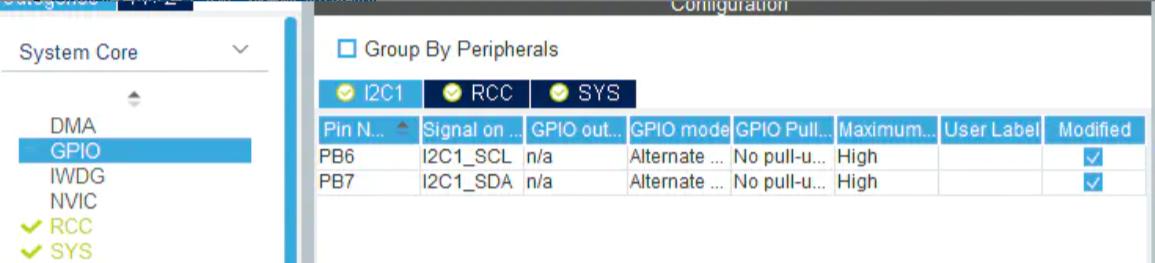 Configuration
System Core
Group By Peripherals
I2C1 RCC SYS
DMA
GPIO
IWDG
NVIC
RCC
SYS
Pin N... Signal on ... GPIO out... GPIO mode GPIO Pull... Maximum... User Label Modified
PB6 I2C1_SCL n/a Alternate ... No pull-u... High
PB7 I2C1_SDA n/a Alternate ... No pull-u... High